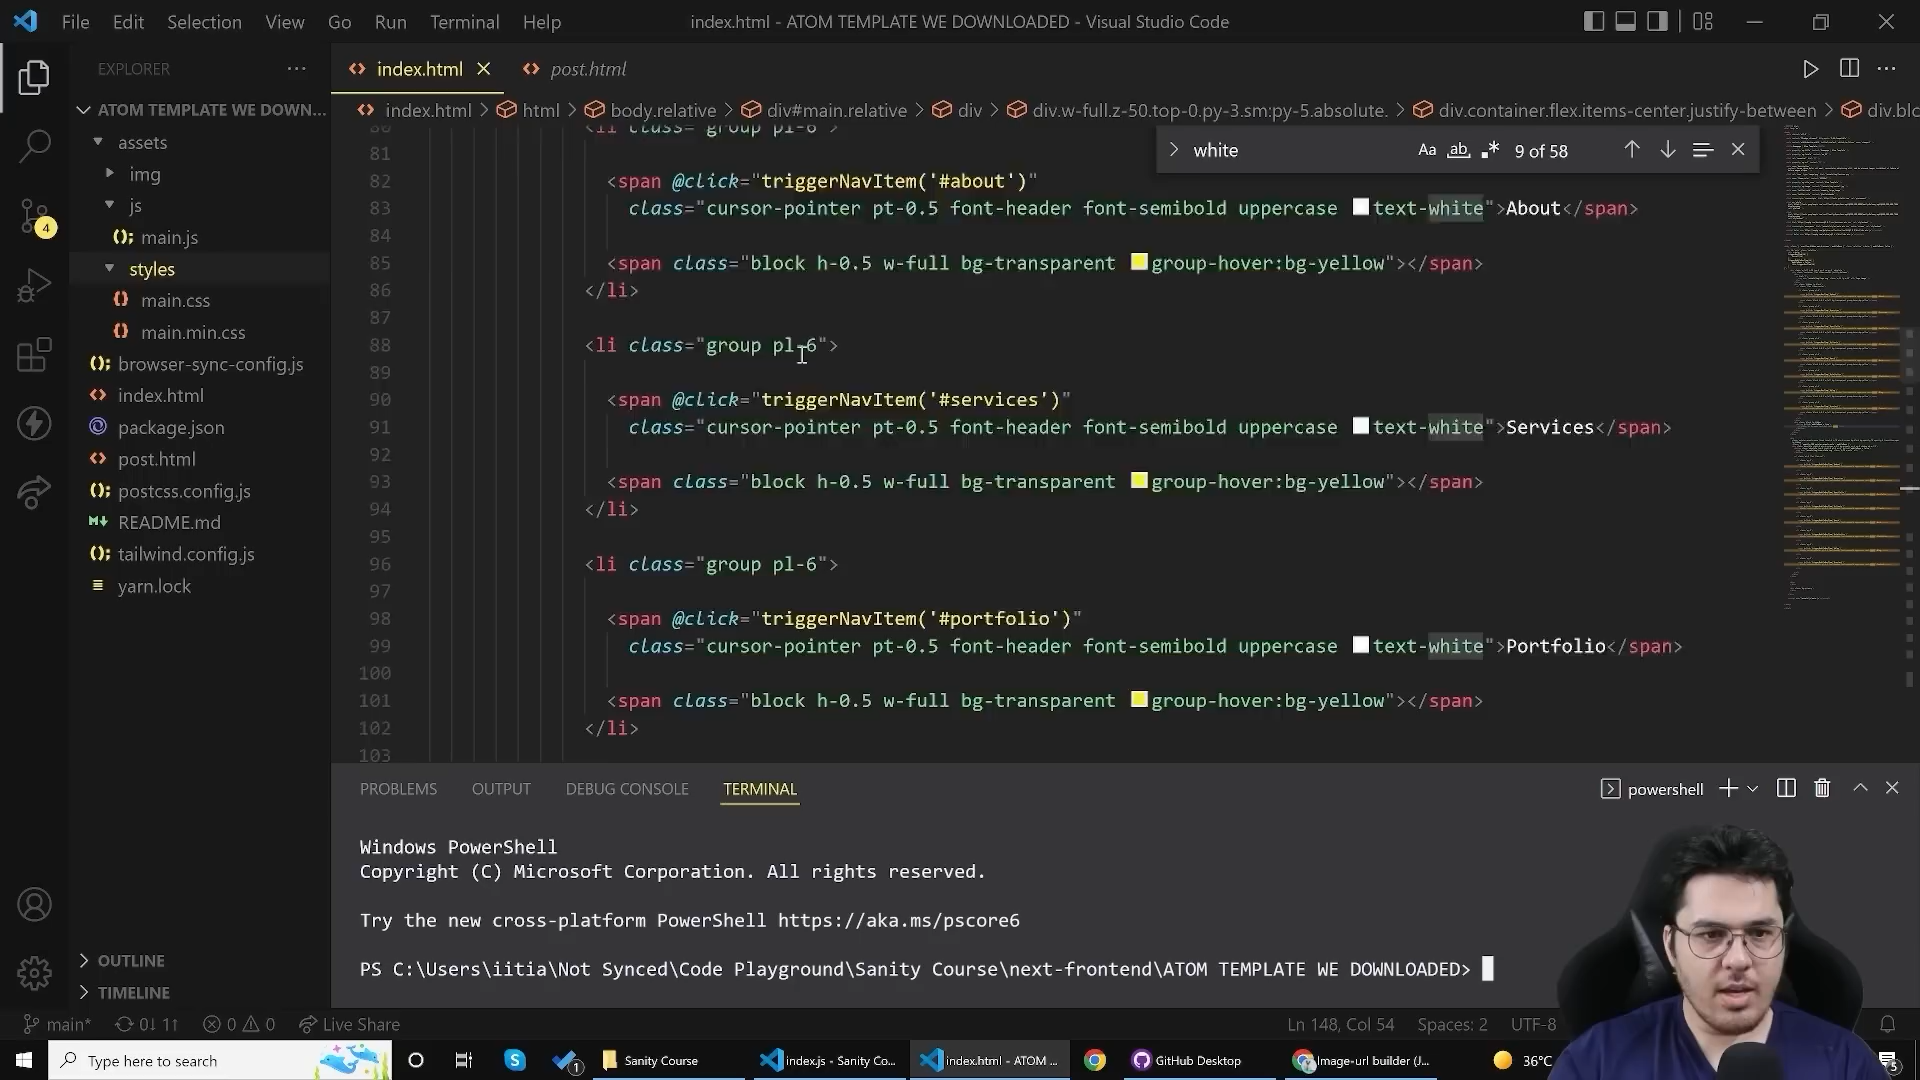 File Edit Selection View Go Run Terminal Help
index.html - ATOM TEMPLATE WE DOWNLOADED - Visual Studio Code
EXPLORER
ATOM TEMPLATE WE DOWN...
assets
img
js
main.js
styles
main.css
main.min.css
browser-sync-config.js
index.html
package.json
post.html
postcss.config.js
README.md
tailwind.config.js
yarn.lock
OUTLINE
TIMELINE
4
index.html
post.html
index.html > html > body.relative > div#main.relative > div > div.w-full.z-50.top-0.py-3.sm:py-5.absolute. > div.container.flex.items-center.justify-between > div.blo
white Aa ab 9 of 58
80 <li class="group pl-6">
81
82 <span @click="triggerNavItem('#about')"
83 class="cursor-pointer pt-0.5 font-header font-semibold uppercase text-white">About</span>
84
85 <span class="block h-0.5 w-full bg-transparent group-hover:bg-yellow"></span>
86 </li>
87
88 <li class="group pl-6">
89
90 <span @click="triggerNavItem('#services')"
91 class="cursor-pointer pt-0.5 font-header font-semibold uppercase text-white">Services</span>
92
93 <span class="block h-0.5 w-full bg-transparent group-hover:bg-yellow"></span>
94 </li>
95
96 <li class="group pl-6">
97
98 <span @click="triggerNavItem('#portfolio')"
99 class="cursor-pointer pt-0.5 font-header font-semibold uppercase text-white">Portfolio</span>
100
101 <span class="block h-0.5 w-full bg-transparent group-hover:bg-yellow"></span>
102 </li>
103
PROBLEMS OUTPUT DEBUG CONSOLE TERMINAL
powershell
Windows PowerShell
Copyright (C) Microsoft Corporation. All rights reserved.
Try the new cross-platform PowerShell https://aka.ms/pscore6
PS C:\Users\iitia\Not Synced\Code Playground\Sanity Course\next-frontend\ATOM TEMPLATE WE DOWNLOADED>
main* 0↓ 1↑ 0 0 Live Share
Ln 148, Col 54 Spaces: 2 UTF-8
Type here to search
1
Sanity Course
index.js - Sanity Co...
index.html - ATOM ...
GitHub Desktop
Image-url builder (J...
36°C
5